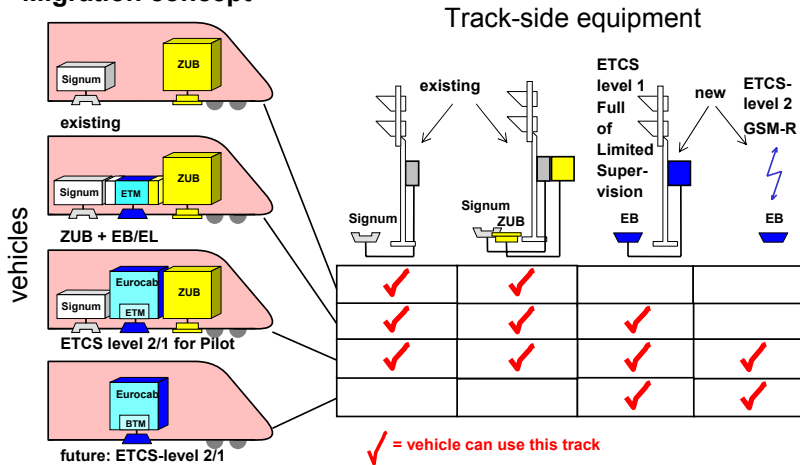 Migration concept
Track-side equipment
vehicles
Signum
ZUB
existing
Signum
ETM
ZUB
ZUB + EB/EL
Signum
Eurocab
ETM
ZUB
ETCS level 2/1 for Pilot
Eurocab
BTM
future: ETCS-level 2/1
existing
Signum
Signum
ZUB
ETCS
level 1
Full
of
Limited
Super-
vision
EB
new
ETCS-
level 2
GSM-R
EB
= vehicle can use this track